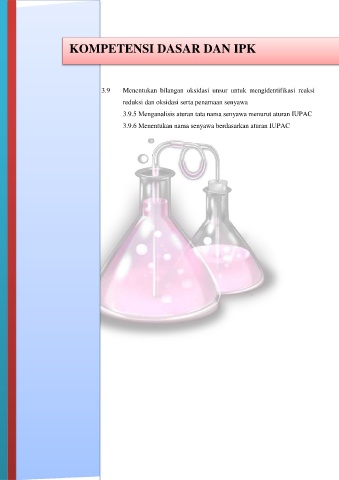 KOMPETENSI DASAR DAN IPK
3.9 Menentukan bilangan oksidasi unsur untuk mengidentifikasi reaksi
reduksi dan oksidasi serta penamaan senyawa
3.9.5 Menganalisis aturan tata nama senyawa menurut aturan IUPAC
3.9.6 Menentukan nama senyawa berdasarkan aturan IUPAC